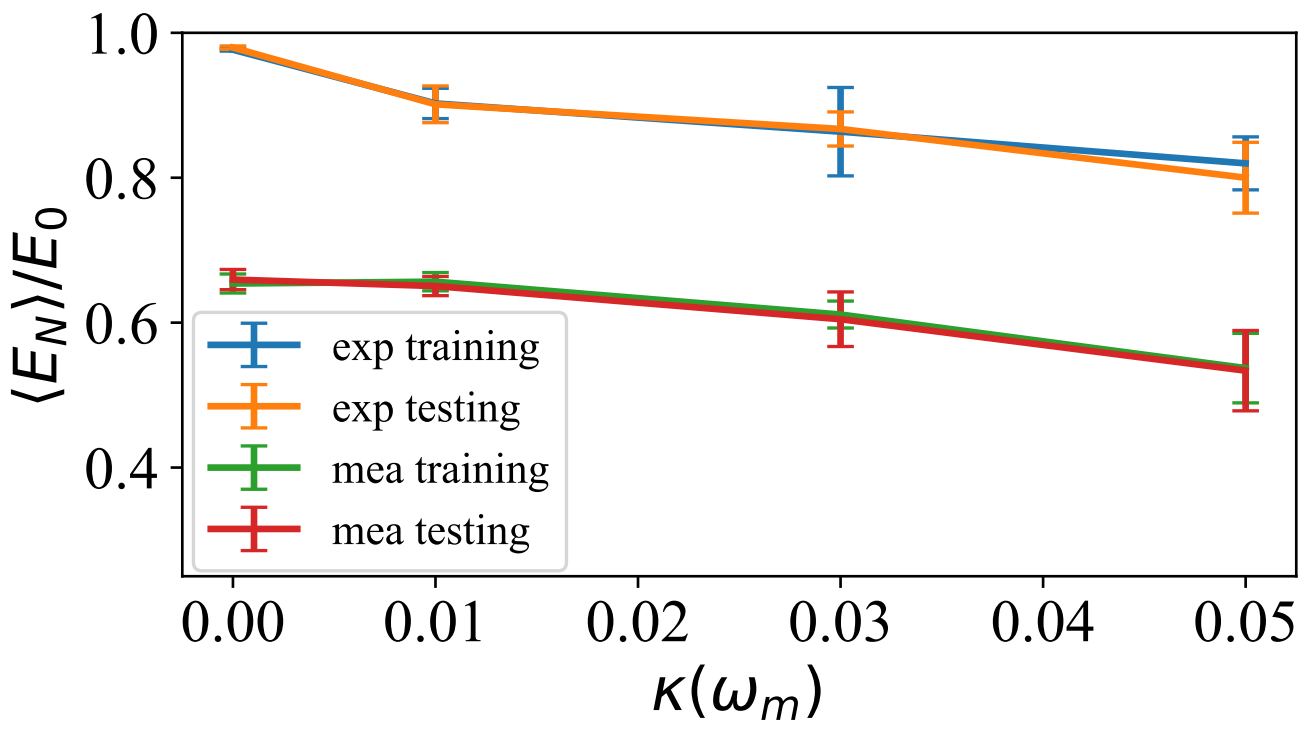 1.0
0.8
0.6
0.4
⟨E_N⟩/E_0
exp training
exp testing
mea training
mea testing
0.00 0.01 0.02 0.03 0.04 0.05
κ(ω_m)